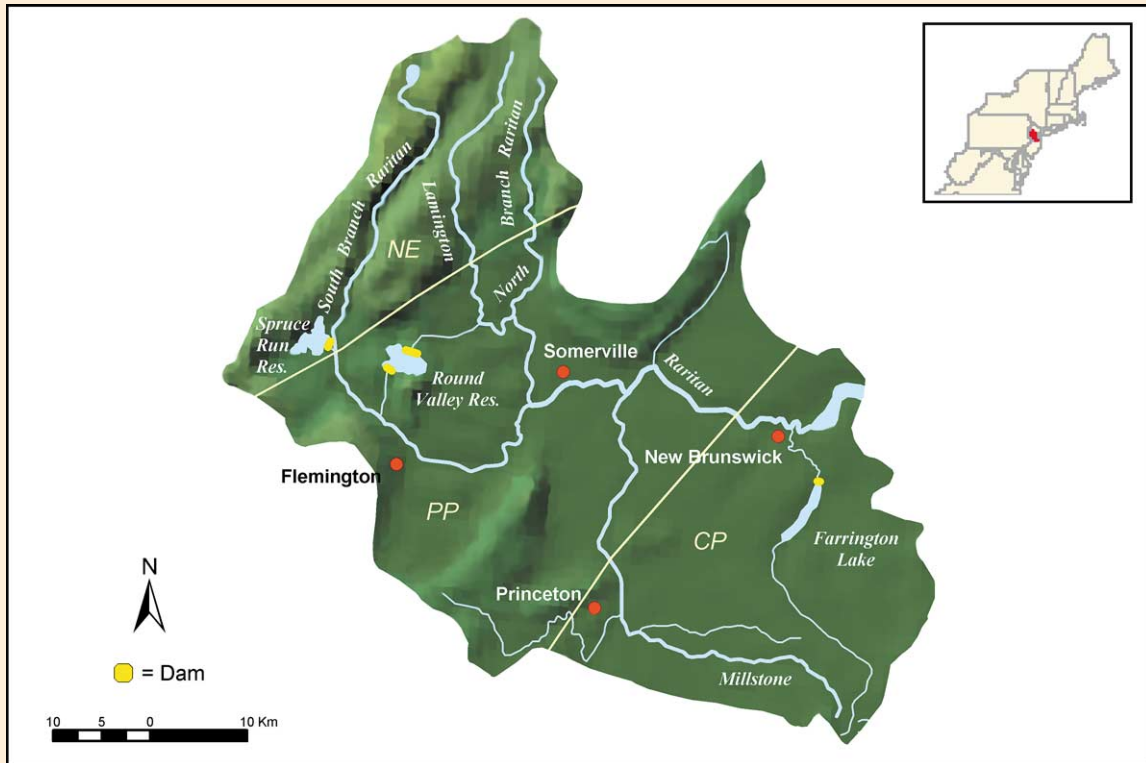 South Branch Raritan
Lamington
North
Branch Raritan
NE
Spruce
Run
Res.
Round
Valley Res.
Somerville
Raritan
New Brunswick
Flemington
PP
CP
Farrington
Lake
Princeton
Millstone
N
= Dam
10 5 0 10 Km